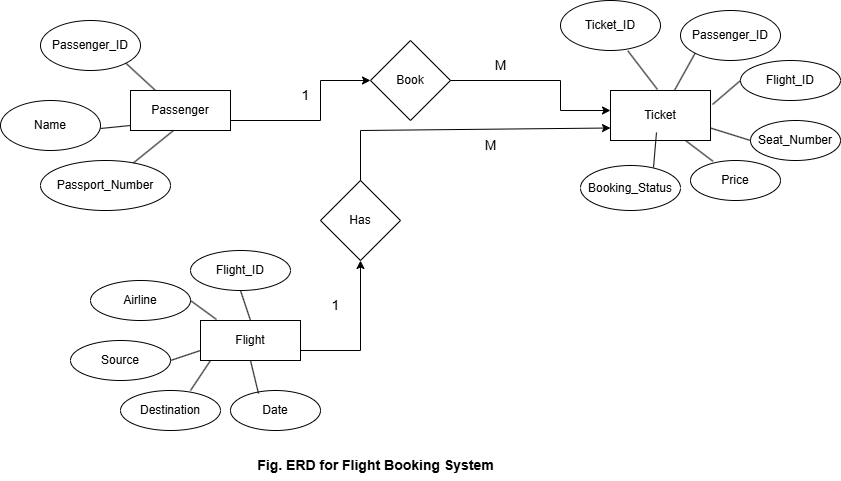 Ticket_ID
Passenger_ID
Passenger_ID
M
Book
Flight_ID
1
Passenger
Ticket
Name
Seat_Number
M
Passport_Number
Booking_Status
Price
Has
Flight_ID
Airline
1
Flight
Source
Destination
Date
Fig. ERD for Flight Booking System